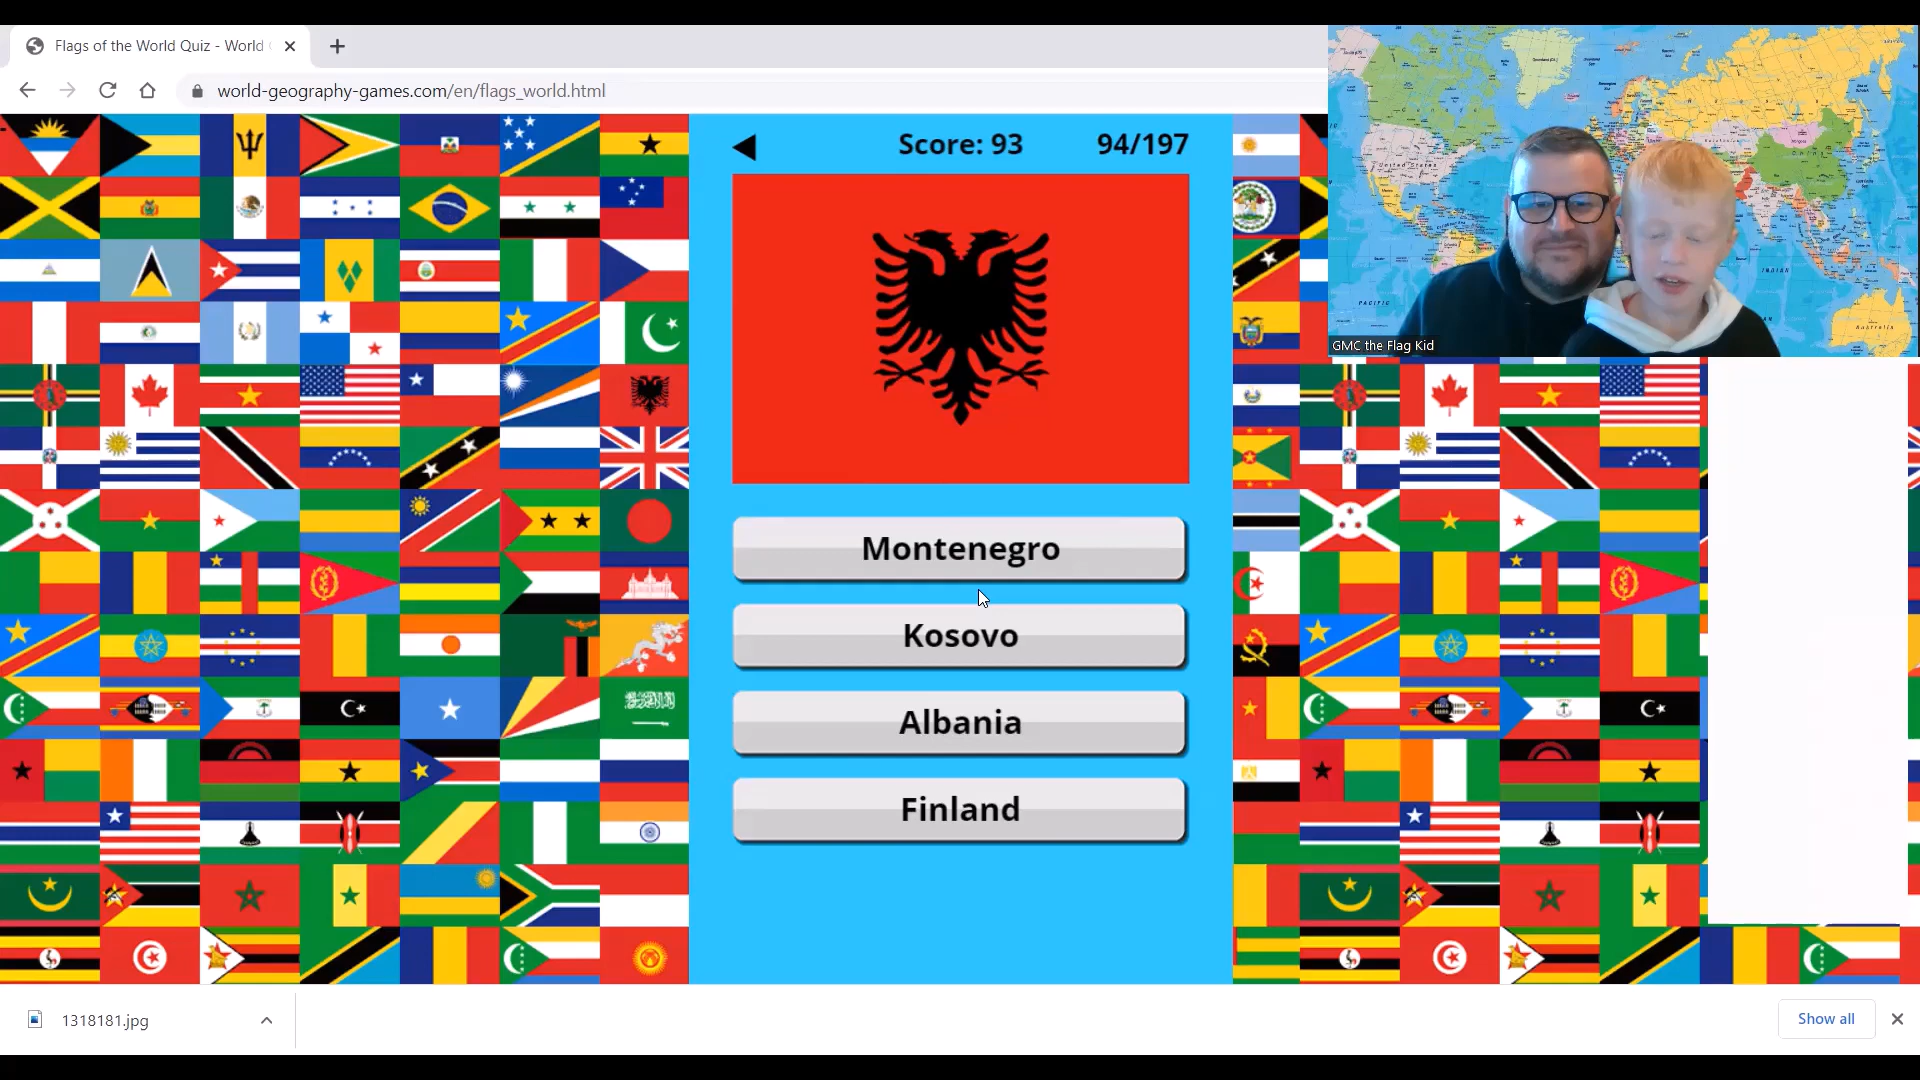 Flags of the World Quiz - World
world-geography-games.com/en/flags_world.html
Score: 93
94/197
Montenegro
Kosovo
Albania
Finland
GMC the Flag Kid
1318181.jpg
Show all